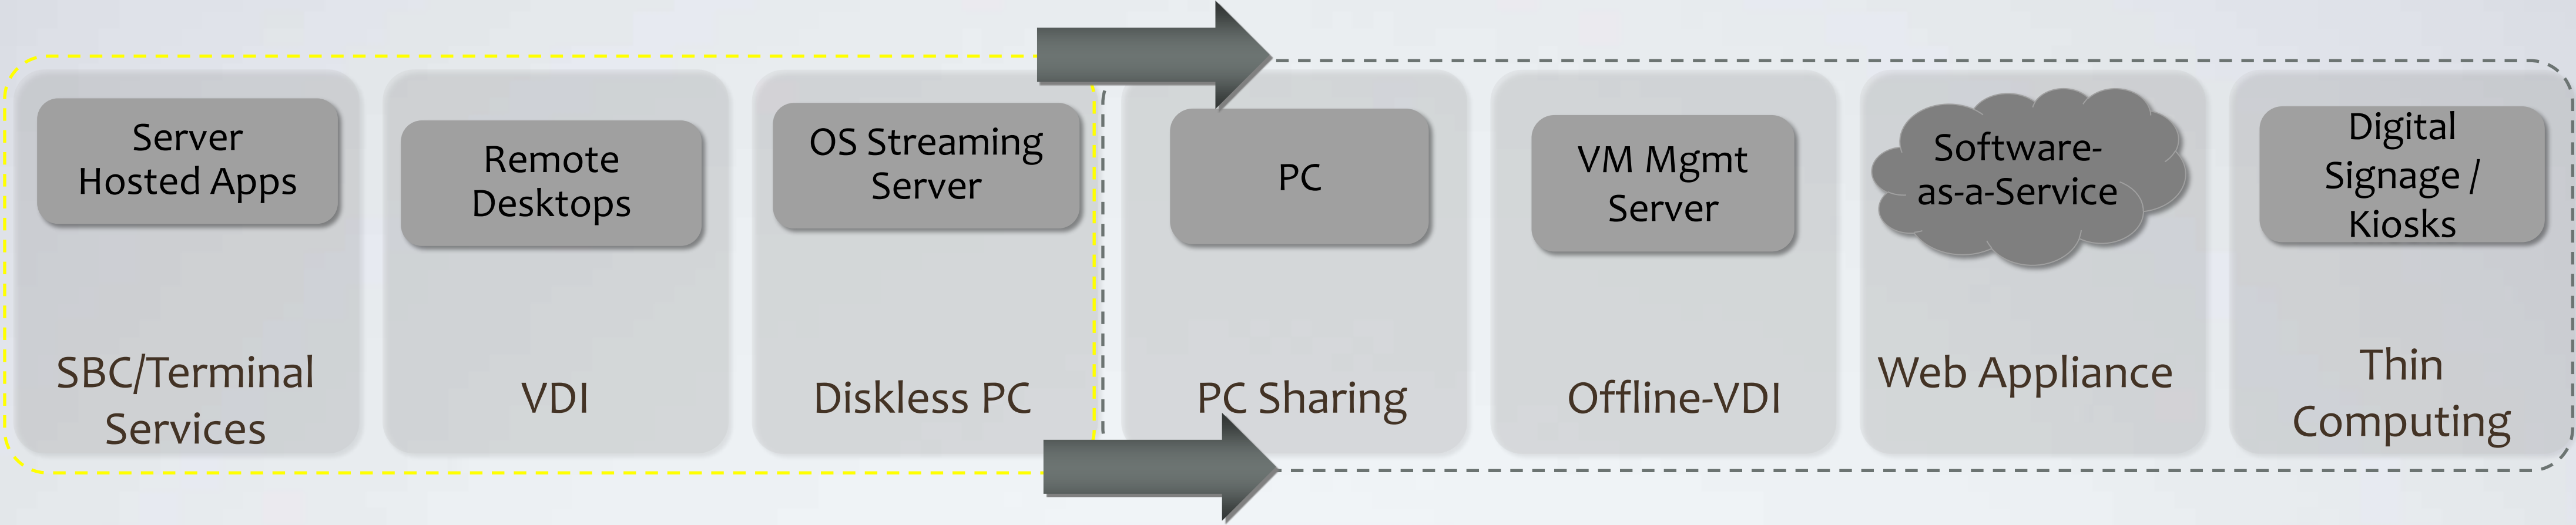 Server
Hosted Apps
SBC/Terminal
Services
Remote
Desktops
VDI
OS Streaming
Server
Diskless PC
PC
PC Sharing
VM Mgmt
Server
Offline-VDI
Software-
as-a-Service
Web Appliance
Digital
Signage /
Kiosks
Thin
Computing